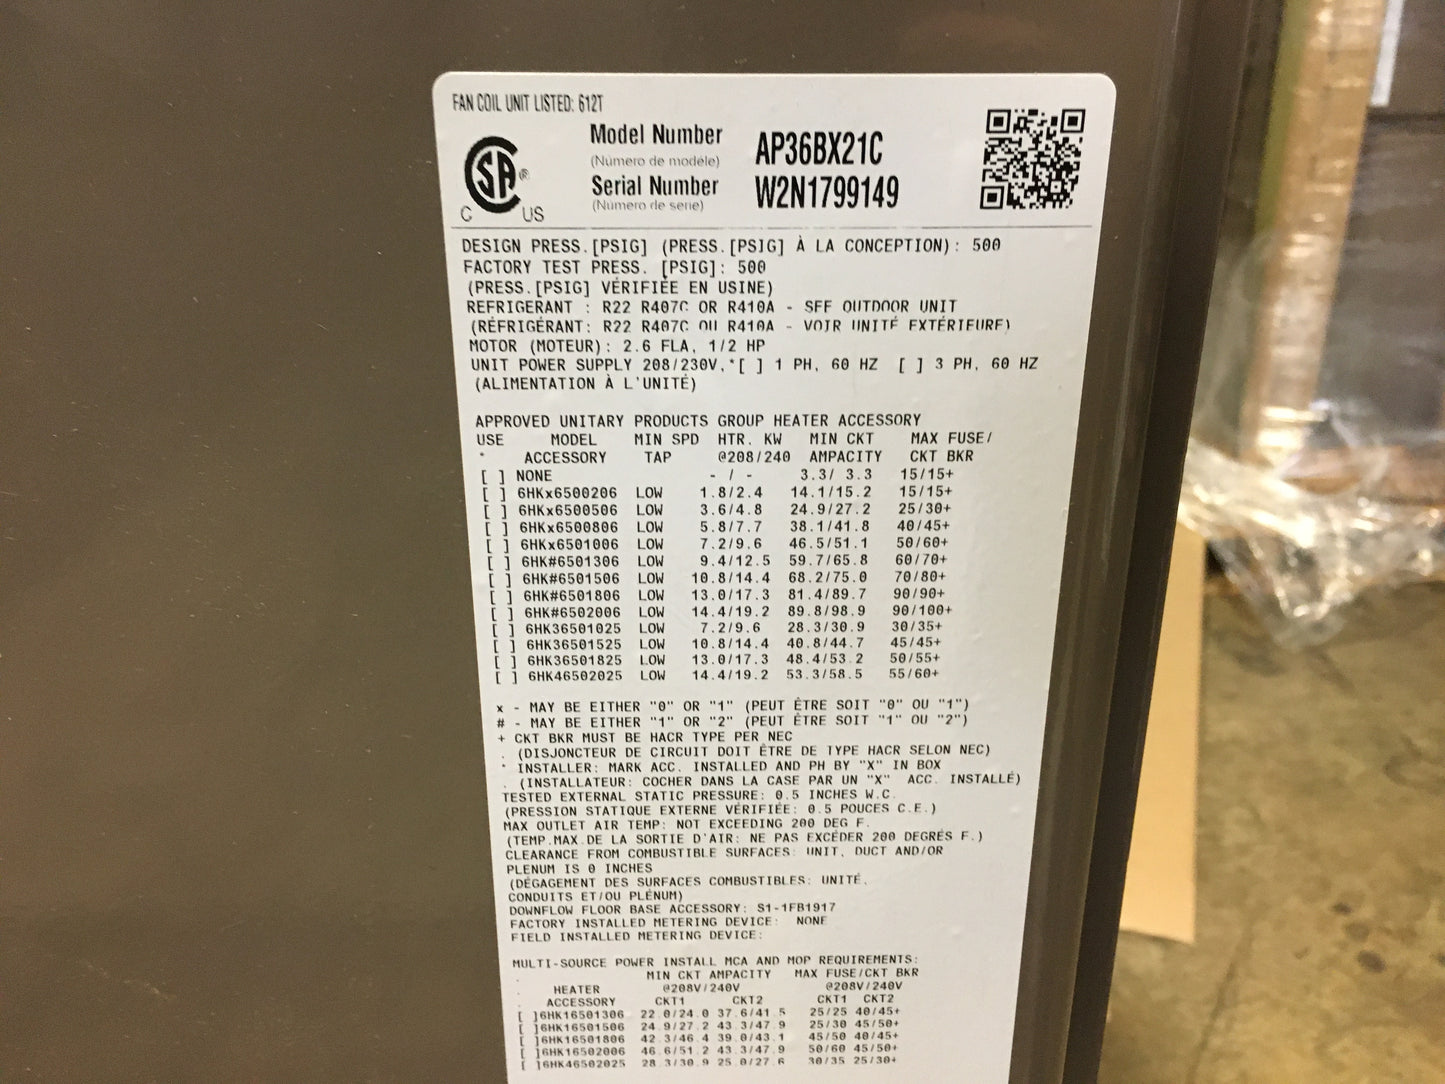 FAN COIL UNIT LISTED: 612T
Model Number AP36BX21C
(Número de modèle)
Serial Number W2N1799149
(Número de serie)
SA ®
C US
DESIGN PRESS.[PSIG] (PRESS.[PSIG] À LA CONCEPTION): 500
FACTORY TEST PRESS. [PSIG]: 500
(PRESS.[PSIG] VÉRIFIÉE EN USINE)
REFRIGERANT : R22 R407C OR R410A - SEE OUTDOOR UNIT
(RÉFRIGÉRANT: R22 R407C OU R410A - VOIR UNITÉ EXTÉRIEURE)
MOTOR (MOTEUR): 2.6 FLA, 1/2 HP
UNIT POWER SUPPLY 208/230V,*[ ] 1 PH, 60 HZ [ ] 3 PH, 60 HZ
(ALIMENTATION À L'UNITÉ)
APPROVED UNITARY PRODUCTS GROUP HEATER ACCESSORY
USE MODEL MIN SPD HTR. KW MIN CKT MAX FUSE/
* ACCESSORY TAP @208/240 AMPACITY CKT BKR
[ ] NONE - / - 3.3/ 3.3 15/15+
[ ] 6HKx6500206 LOW 1.8/2.4 14.1/15.2 15/15+
[ ] 6HKx6500506 LOW 3.6/4.8 24.9/27.2 25/30+
[ ] 6HKx6500806 LOW 5.8/7.7 38.1/41.8 40/45+
[ ] 6HKx6501006 LOW 7.2/9.6 46.5/51.1 50/60+
[ ] 6HK#6501306 LOW 9.4/12.5 59.7/65.8 60/70+
[ ] 6HK#6501506 LOW 10.8/14.4 68.2/75.0 70/80+
[ ] 6HK#6501806 LOW 13.0/17.3 81.4/89.7 90/90+
[ ] 6HK#6502006 LOW 14.4/19.2 89.8/98.9 90/100+
[ ] 6HK36501025 LOW 7.2/9.6 28.3/30.9 30/35+
[ ] 6HK36501525 LOW 10.8/14.4 40.8/44.7 45/45+
[ ] 6HK36501825 LOW 13.0/17.3 48.4/53.2 50/55+
[ ] 6HK46502025 LOW 14.4/19.2 53.3/58.5 55/60+
x - MAY BE EITHER "0" OR "1" (PEUT ÊTRE SOIT "0" OU "1")
# - MAY BE EITHER "1" OR "2" (PEUT ÊTRE SOIT "1" OU "2")
+ CKT BKR MUST BE HACR TYPE PER NEC
. (DISJONCTEUR DE CIRCUIT DOIT ÊTRE DE TYPE HACR SELON NEC)
* INSTALLER: MARK ACC. INSTALLED AND PH BY "X" IN BOX
. (INSTALLATEUR: COCHER DANS LA CASE PAR UN "X" ACC. INSTALLÉ)
TESTED EXTERNAL STATIC PRESSURE: 0.5 INCHES W.C.
(PRESSION STATIQUE EXTERNE VÉRIFIÉE: 0.5 POUCES C.E.)
MAX OUTLET AIR TEMP: NOT EXCEEDING 200 DEG F.
(TEMP.MAX.DE LA SORTIE D'AIR: NE PAS EXCÉDER 200 DEGRÉS F.)
CLEARANCE FROM COMBUSTIBLE SURFACES: UNIT, DUCT AND/OR
PLENUM IS 0 INCHES
(DÉGAGEMENT DES SURFACES COMBUSTIBLES: UNITÉ,
CONDUITS ET/OU PLÉNUM)
DOWNFLOW FLOOR BASE ACCESSORY: S1-1FB1917
FACTORY INSTALLED METERING DEVICE: NONE
FIELD INSTALLED METERING DEVICE:
MULTI-SOURCE POWER INSTALL MCA AND MOP REQUIREMENTS:
. MIN CKT AMPACITY MAX FUSE/CKT BKR
. HEATER @208V/240V @208V/240V
. ACCESSORY CKT1 CKT2 CKT1 CKT2
[ ]6HK16501306 22.0/24.0 37.6/41.5 25/25 40/45+
[ ]6HK16501506 24.9/27.2 43.3/47.9 25/30 45/50+
[ ]6HK16501806 42.3/46.4 39.0/43.1 45/50 40/45+
[ ]6HK16502006 46.6/51.2 43.3/47.9 50/60 45/50+
[ ]6HK46502025 28.3/30.9 25.0/27.6 30/35 25/30+